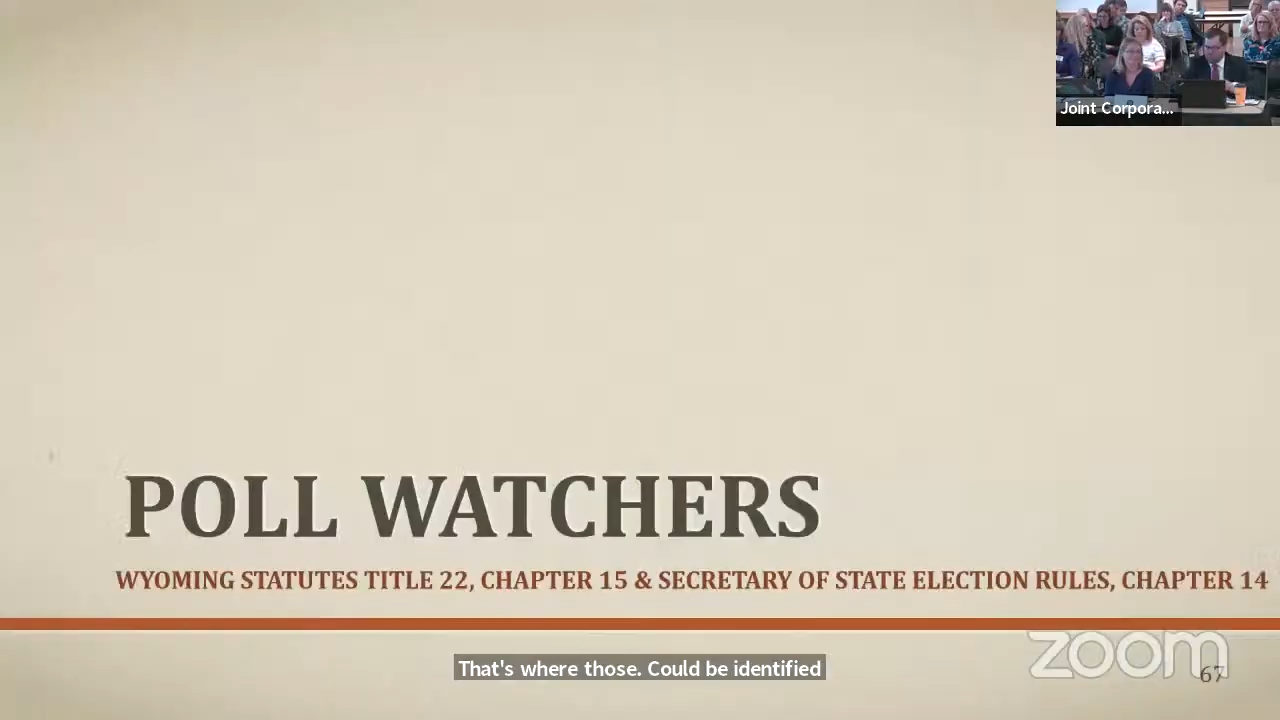 Joint Corpora...
POLL WATCHERS
WYOMING STATUTES TITLE 22, CHAPTER 15 & SECRETARY OF STATE ELECTION RULES, CHAPTER 14
That's where those. Could be identified
zoom
67